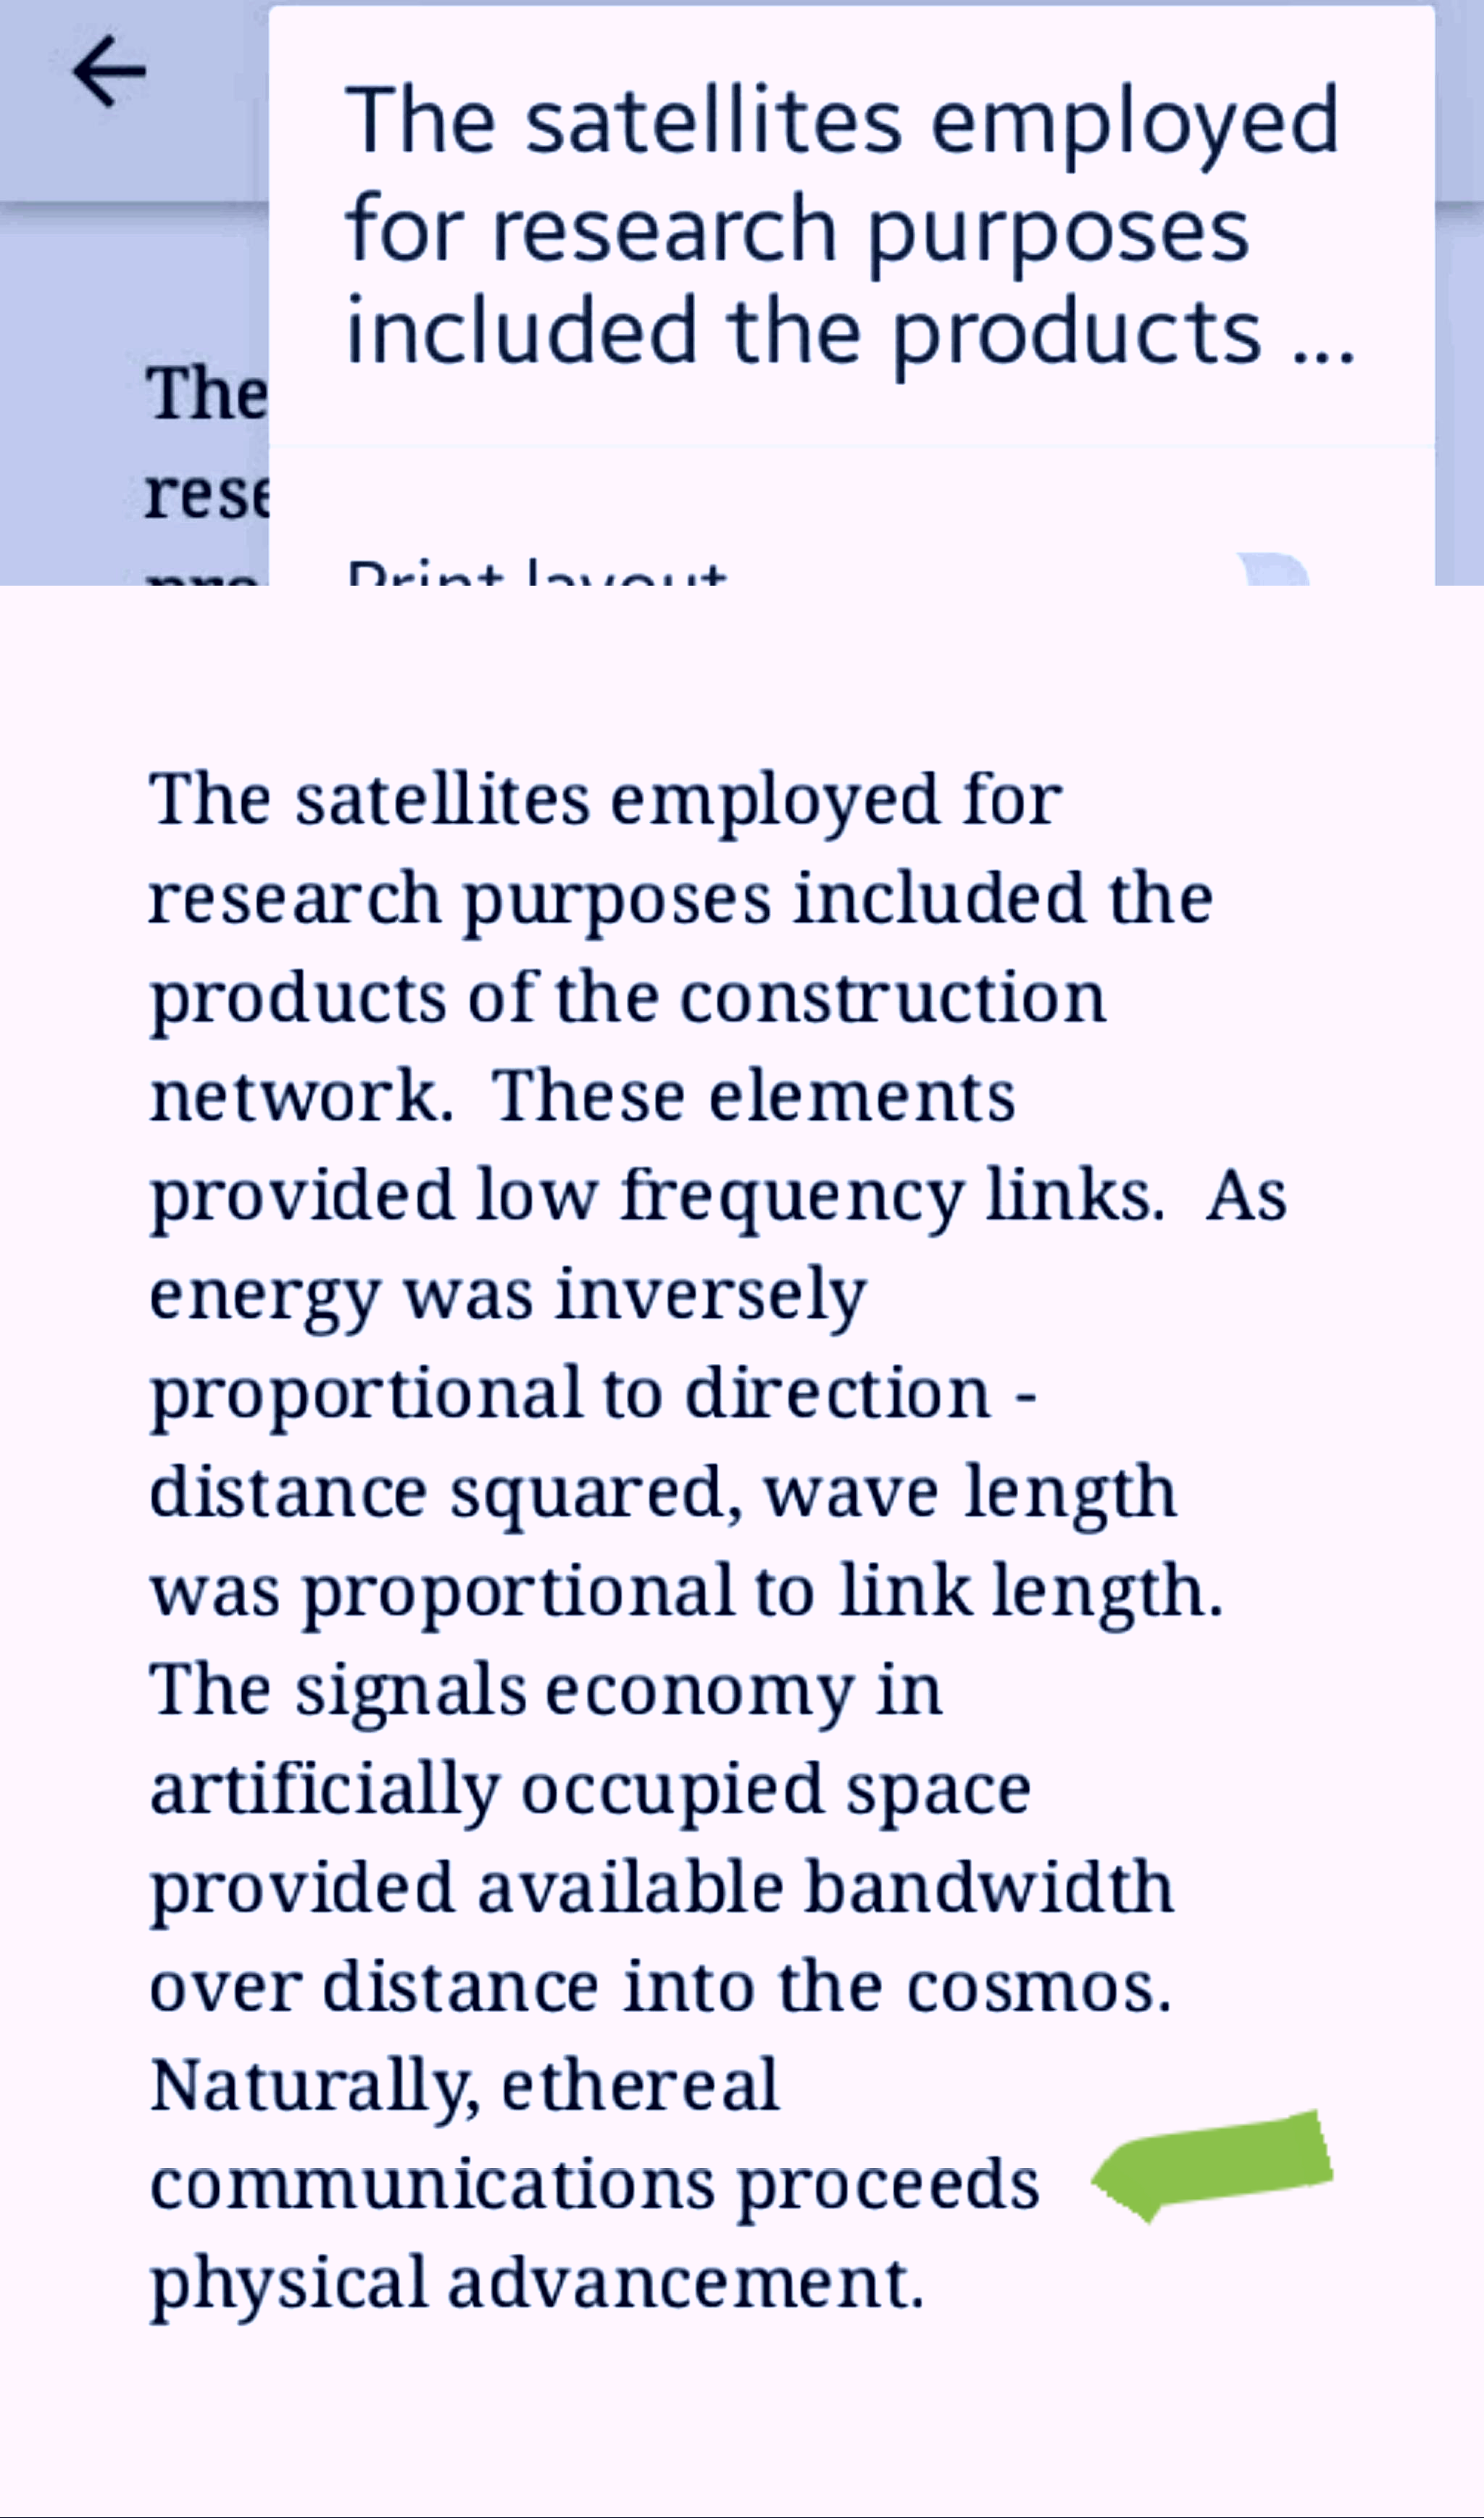 The satellites employed
for research purposes
included the products ...
The
rese
pro
Print layout
The satellites employed for
research purposes included the
products of the construction
network.  These elements
provided low frequency links.  As
energy was inversely
proportional to direction -
distance squared, wave length
was proportional to link length.
The signals economy in
artificially occupied space
provided available bandwidth
over distance into the cosmos.
Naturally, ethereal
communications proceeds
physical advancement.